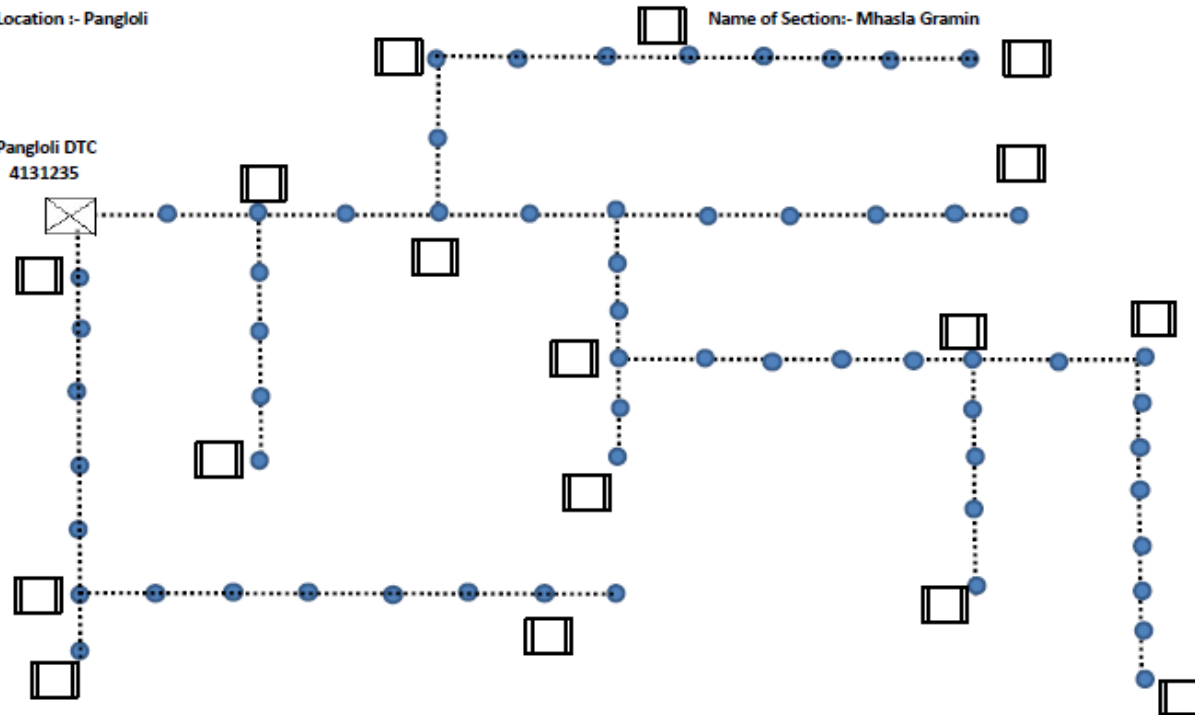 Location :- Pangloli
Name of Section:- Mhasla Gramin
Pangloli DTC
4131235